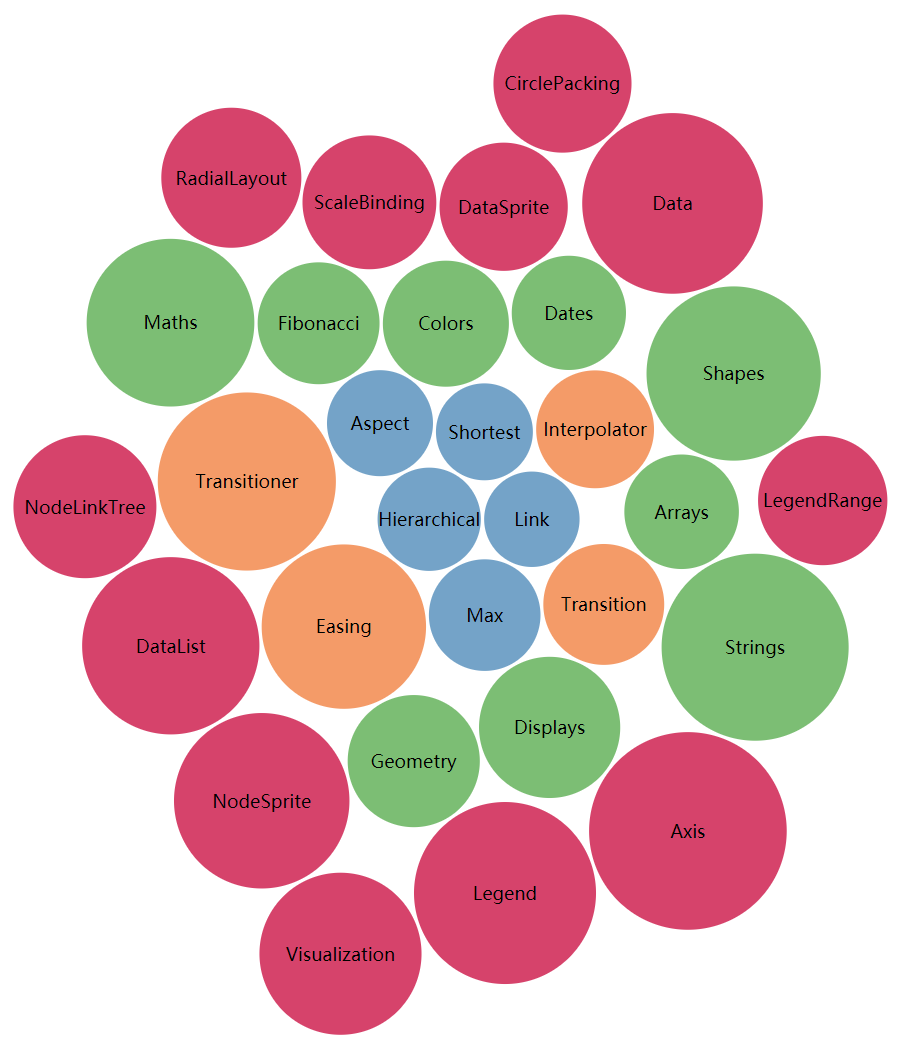 CirclePacking
RadialLayout
ScaleBinding
DataSprite
Data
Maths
Fibonacci
Colors
Dates
Shapes
Aspect
Shortest
Interpolator
Transitioner
NodeLinkTree
Hierarchical
Link
Arrays
LegendRange
Easing
Max
Transition
DataList
Strings
Geometry
Displays
NodeSprite
Axis
Legend
Visualization